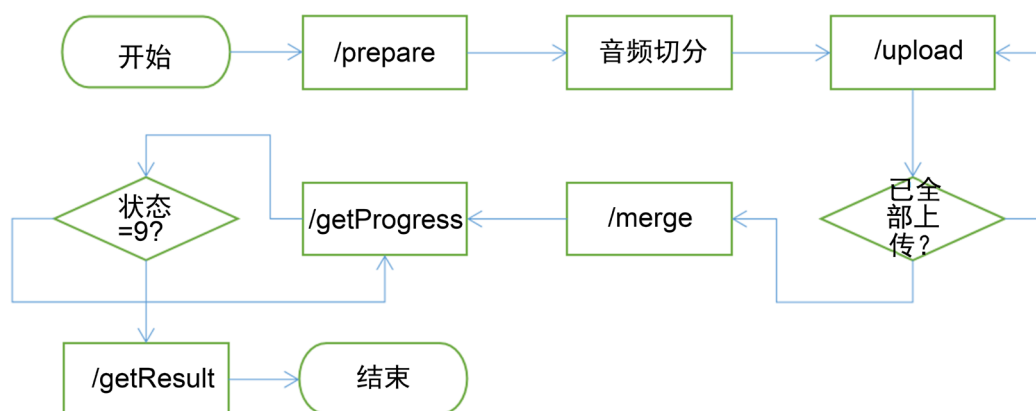 开始
/prepare
音频切分
/upload
状态
=9?
/getProgress
/merge
已全
部上
传?
/getResult
结束